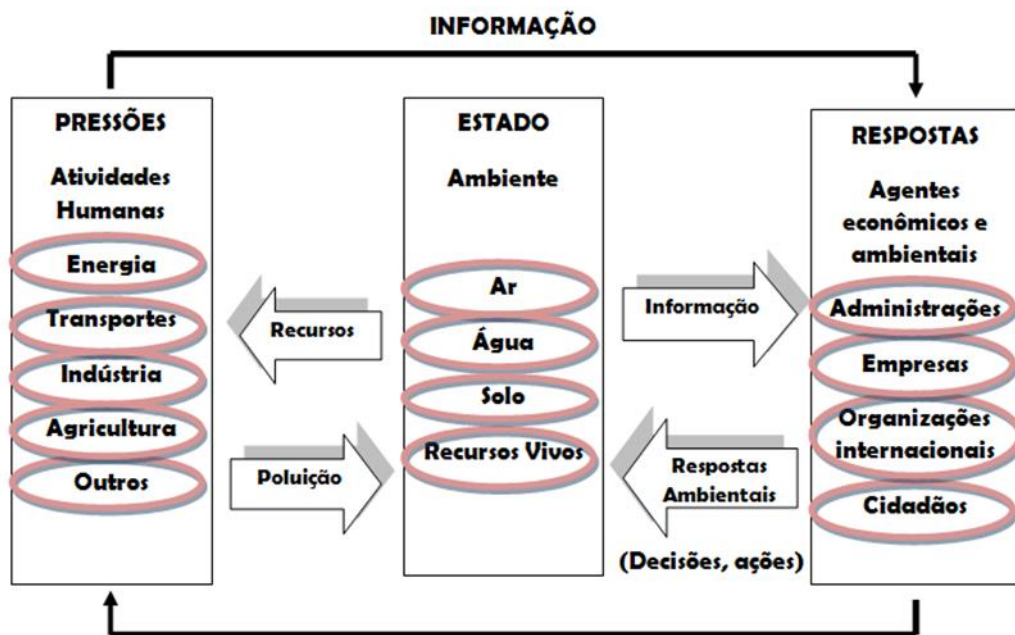 INFORMAÇÃO
PRESSÕES
Atividades
Humanas
Energia
Transportes
Indústria
Agricultura
Outros
Recursos
Poluição
ESTADO
Ambiente
Ar
Água
Solo
Recursos Vivos
Informação
Respostas
Ambientais
(Decisões, ações)
RESPOSTAS
Agentes
econômicos e
ambientais
Administrações
Empresas
Organizações
internacionais
Cidadãos